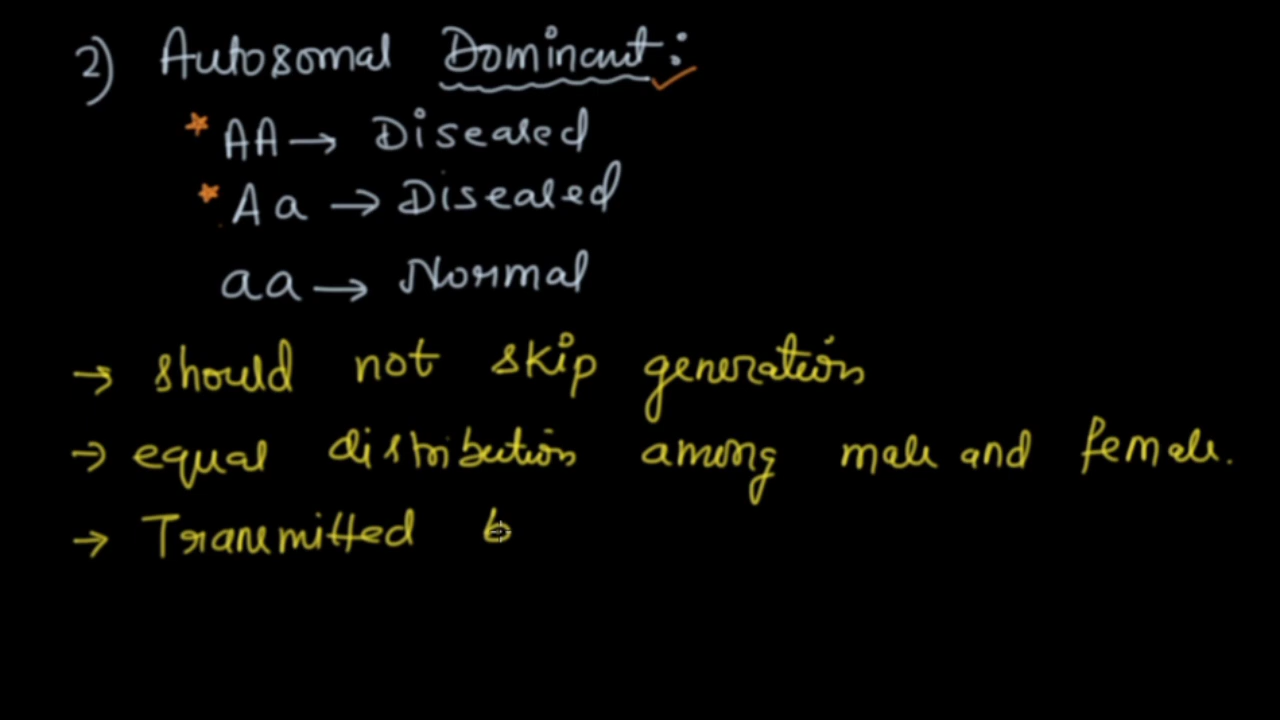 2) Autosomal Dominant:
* AA → Diseased
* Aa → Diseased
aa → Normal
→ should not skip generation
→ equal distribution among male and female.
→ Transmitted b